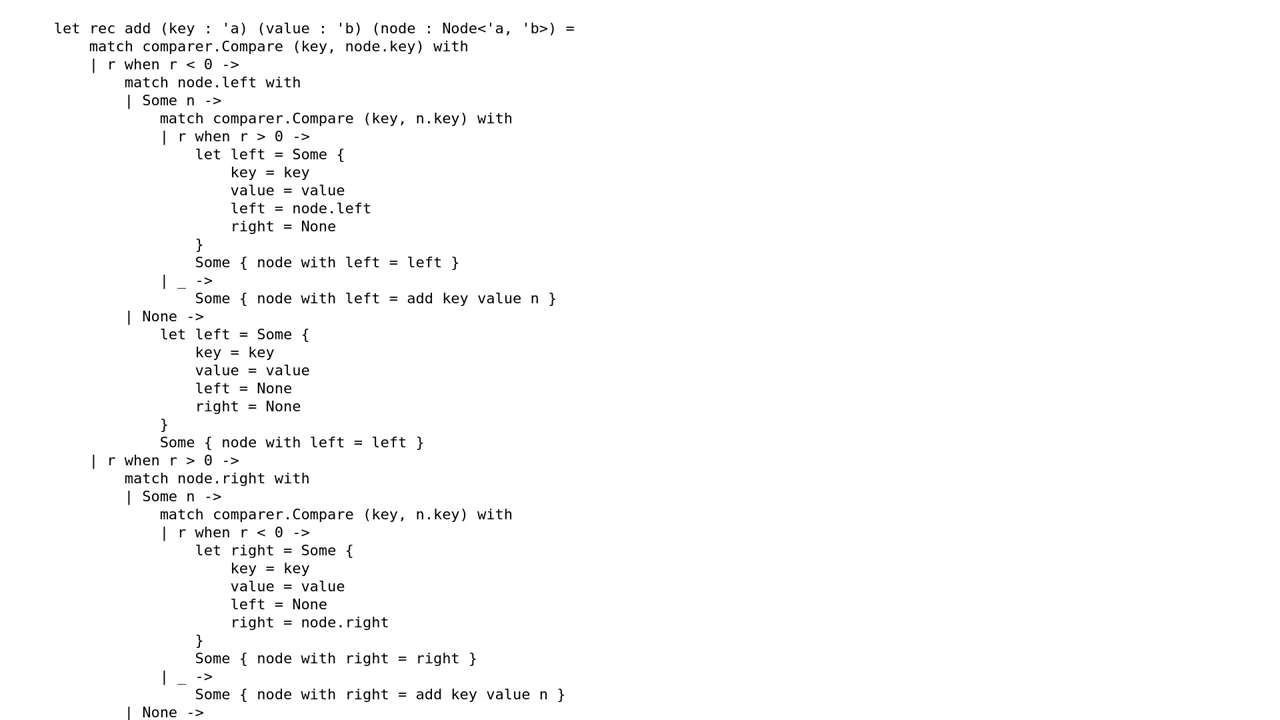 let rec add (key : 'a) (value : 'b) (node : Node<'a, 'b>) =
    match comparer.Compare (key, node.key) with
    | r when r < 0 ->
        match node.left with
        | Some n ->
            match comparer.Compare (key, n.key) with
            | r when r > 0 ->
                let left = Some {
                    key = key
                    value = value
                    left = node.left
                    right = None
                }
                Some { node with left = left }
            | _ ->
                Some { node with left = add key value n }
        | None ->
            let left = Some {
                key = key
                value = value
                left = None
                right = None
            }
            Some { node with left = left }
    | r when r > 0 ->
        match node.right with
        | Some n ->
            match comparer.Compare (key, n.key) with
            | r when r < 0 ->
                let right = Some {
                    key = key
                    value = value
                    left = None
                    right = node.right
                }
                Some { node with right = right }
            | _ ->
                Some { node with right = add key value n }
        | None ->